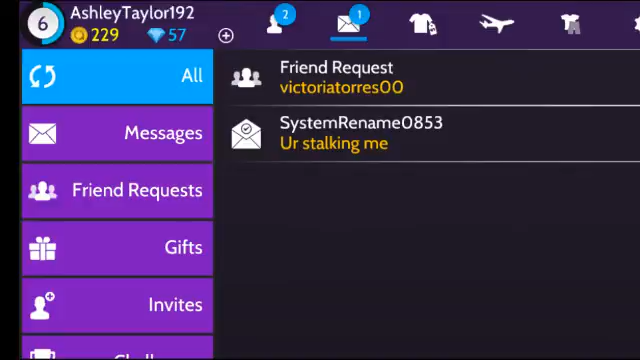 6
AshleyTaylor192
229
57
2
1
All
Messages
Friend Requests
Gifts
Invites
Friend Request
victoriatorres00
SystemRename0853
Ur stalking me